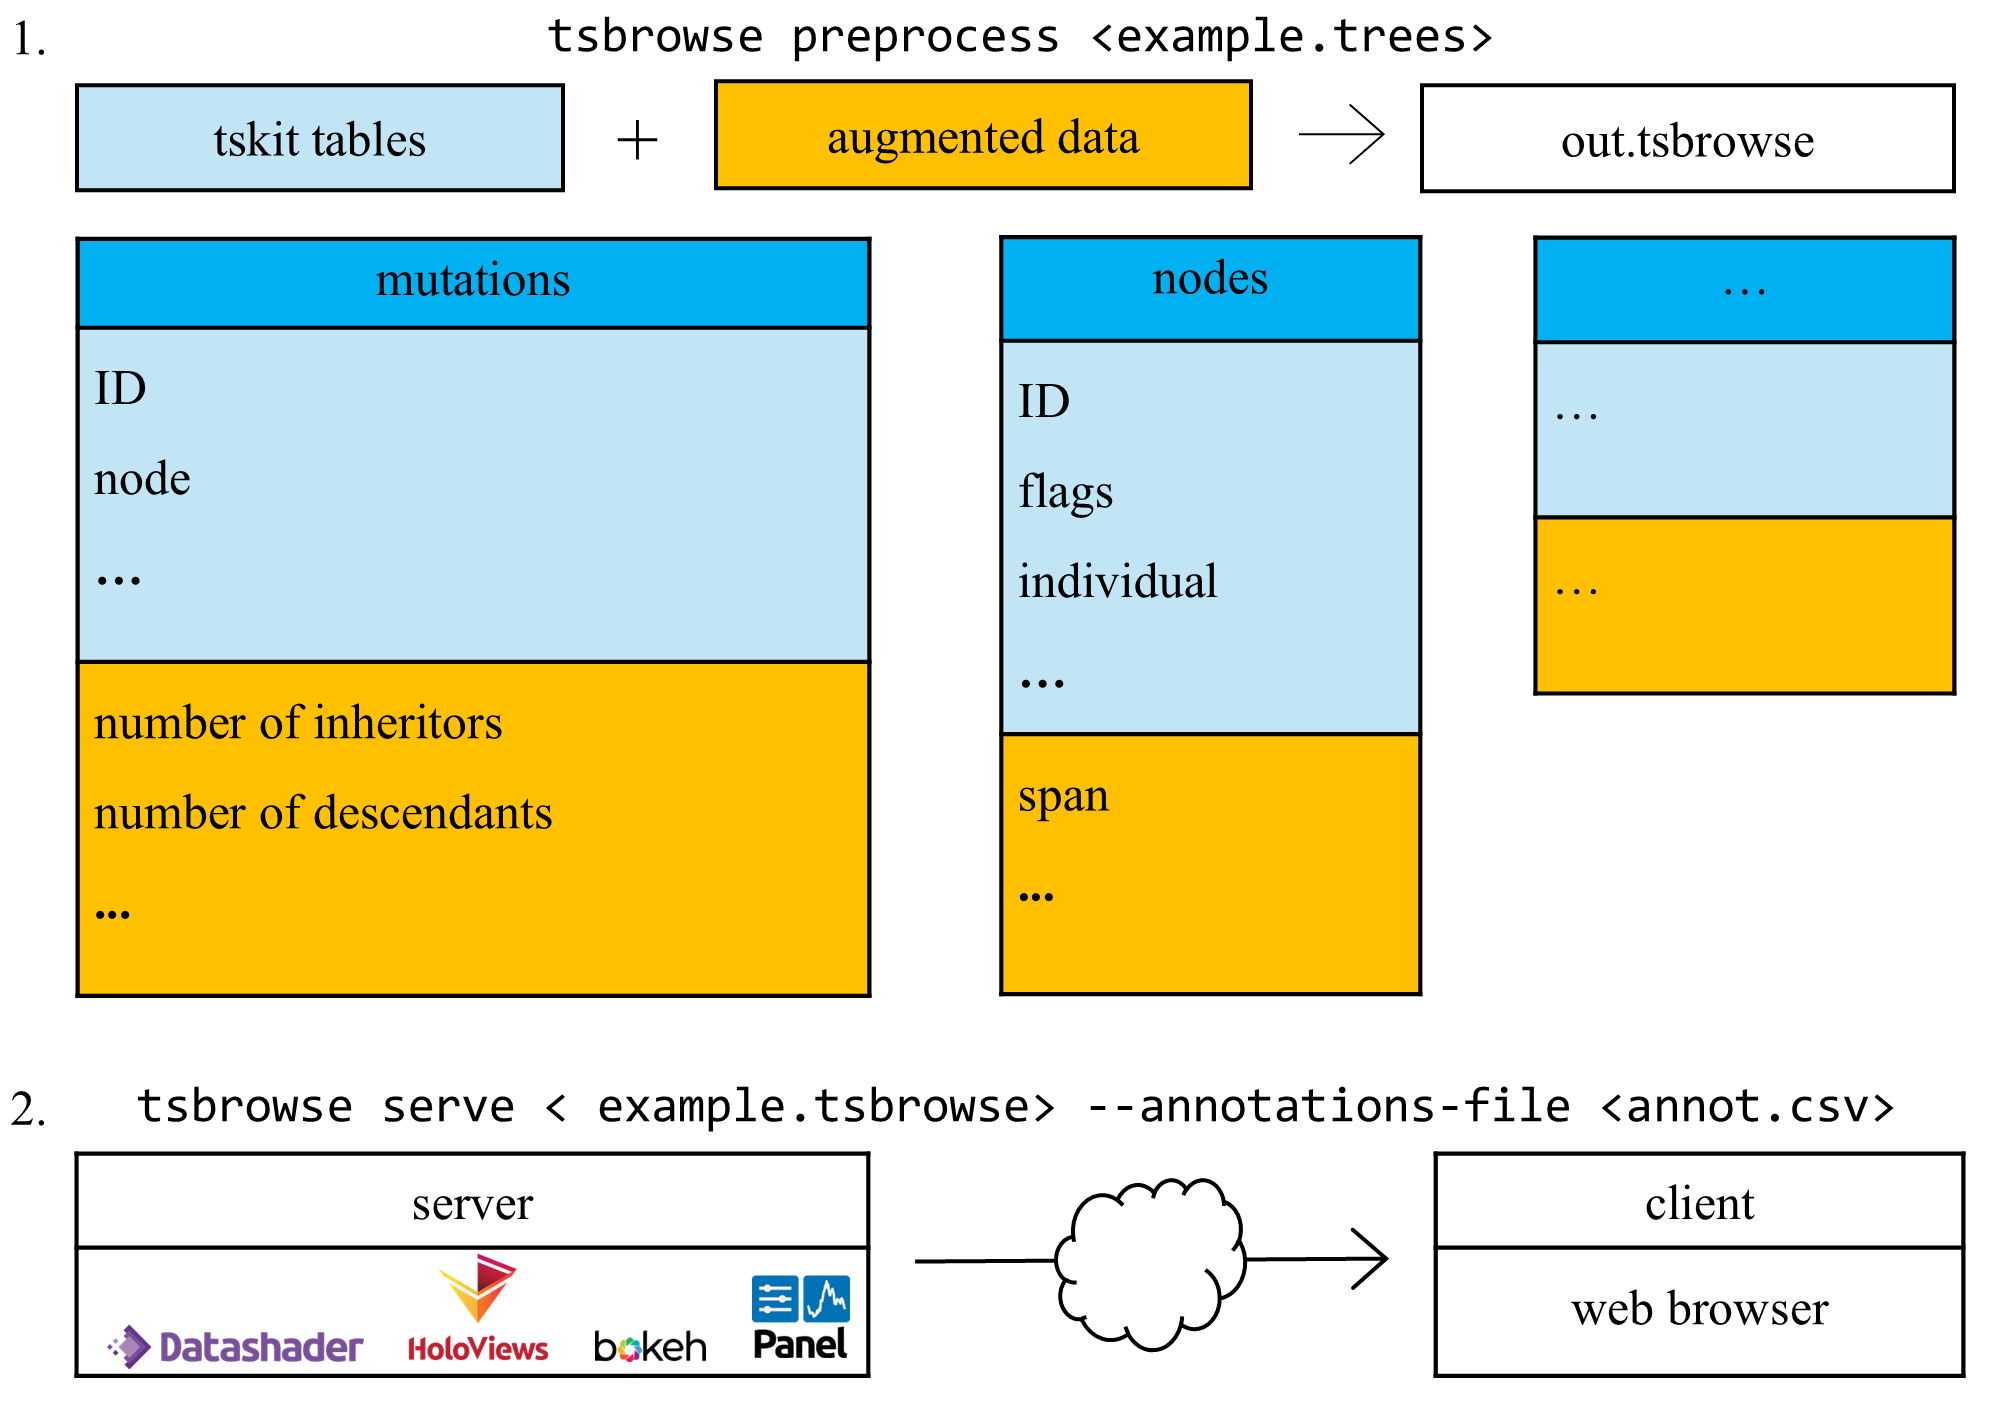 1.
tsbrowse preprocess <example.trees>
tskit tables
+
augmented data
out.tsbrowse
mutations
ID
node
...
number of inheritors
number of descendants
...
nodes
ID
flags
individual
...
span
...
…
…
…
2.
tsbrowse serve < example.tsbrowse> --annotations-file <annot.csv>
server
Datashader
HoloViews
bokeh
Panel
client
web browser